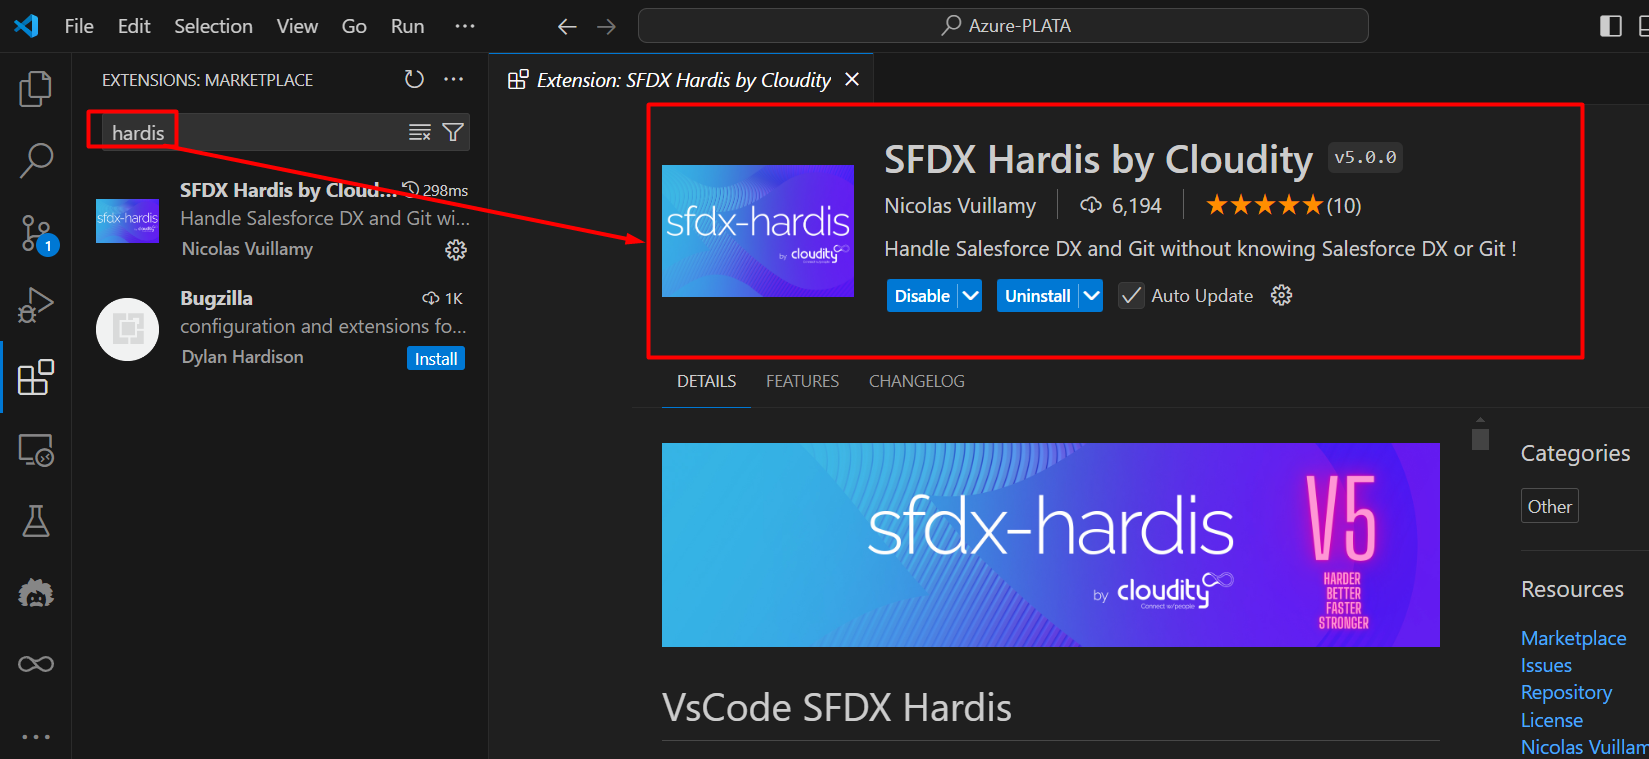 File Edit Selection View Go Run ...
Azure-PLATA
EXTENSIONS: MARKETPLACE
hardis
sfdx-hardis
cloudity
SFDX Hardis by Cloud...
298ms
Handle Salesforce DX and Git wi...
Nicolas Vuillamy
1
Bugzilla
1K
configuration and extensions fo...
Dylan Hardison
Install
Extension: SFDX Hardis by Cloudity
sfdx-hardis
by cloudity
SFDX Hardis by Cloudity v5.0.0
Nicolas Vuillamy 6,194 (10)
Handle Salesforce DX and Git without knowing Salesforce DX or Git !
Disable Uninstall Auto Update
DETAILS FEATURES CHANGELOG
sfdx-hardis
by cloudity
Connect w/people
V5
HARDER
BETTER
FASTER
STRONGER
VsCode SFDX Hardis
Categories
Other
Resources
Marketplace
Issues
Repository
License
Nicolas Vuillam